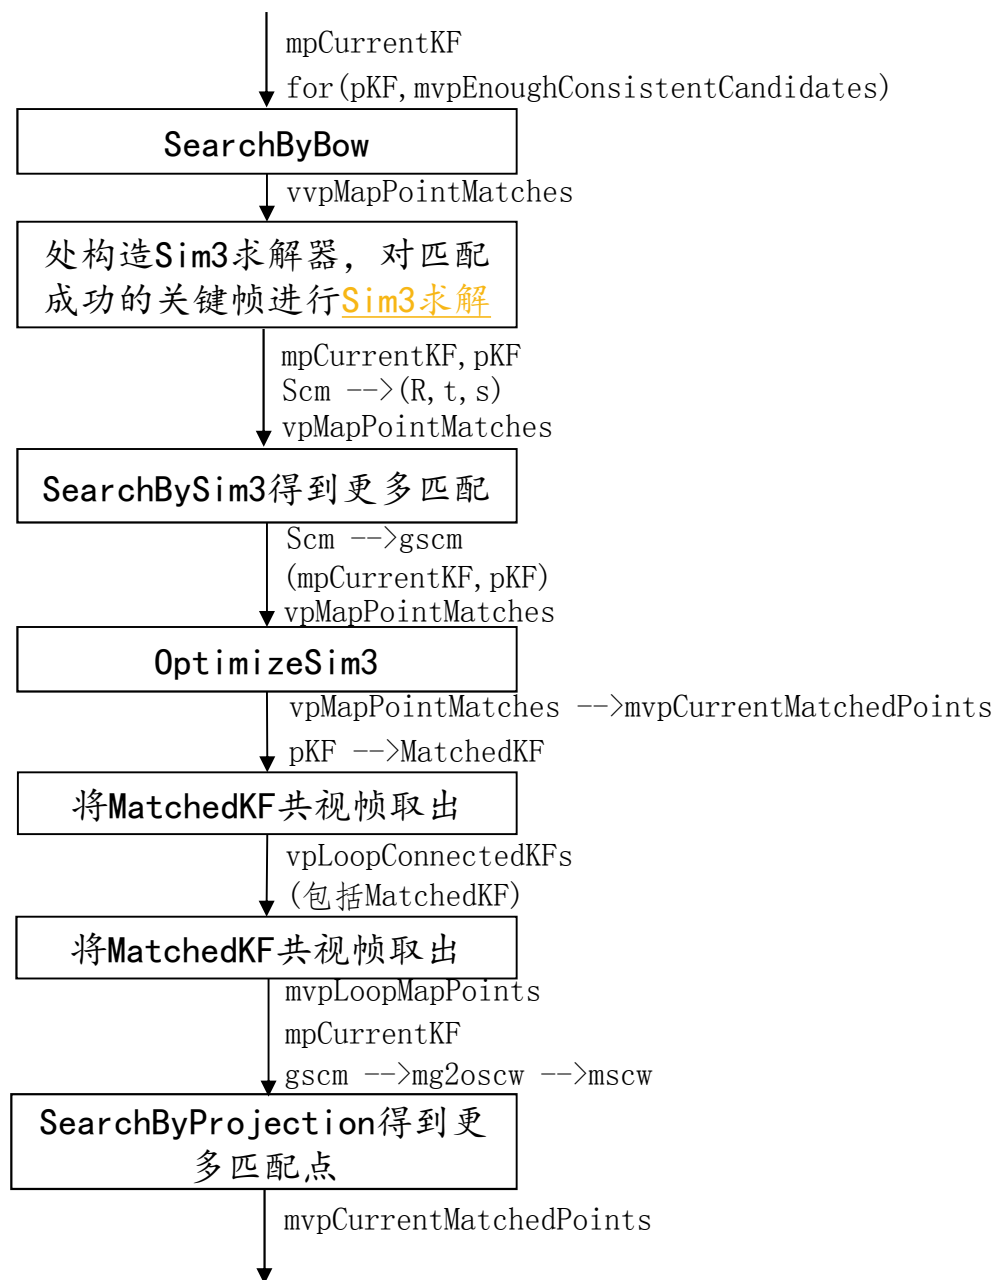 mpCurrentKF
for(pKF,mvpEnoughConsistentCandidates)
SearchByBow
vvpMapPointMatches
处构造Sim3求解器，对匹配
成功的关键帧进行Sim3求解
mpCurrentKF,pKF
Scm -->(R,t,s)
vpMapPointMatches
SearchBySim3得到更多匹配
Scm -->gscm
(mpCurrentKF,pKF)
vpMapPointMatches
OptimizeSim3
vpMapPointMatches -->mvpCurrentMatchedPoints
pKF -->MatchedKF
将MatchedKF共视帧取出
vpLoopConnectedKFs
(包括MatchedKF)
将MatchedKF共视帧取出
mvpLoopMapPoints
mpCurrentKF
gscm -->mg2oscw -->mscw
SearchByProjection得到更
多匹配点
mvpCurrentMatchedPoints